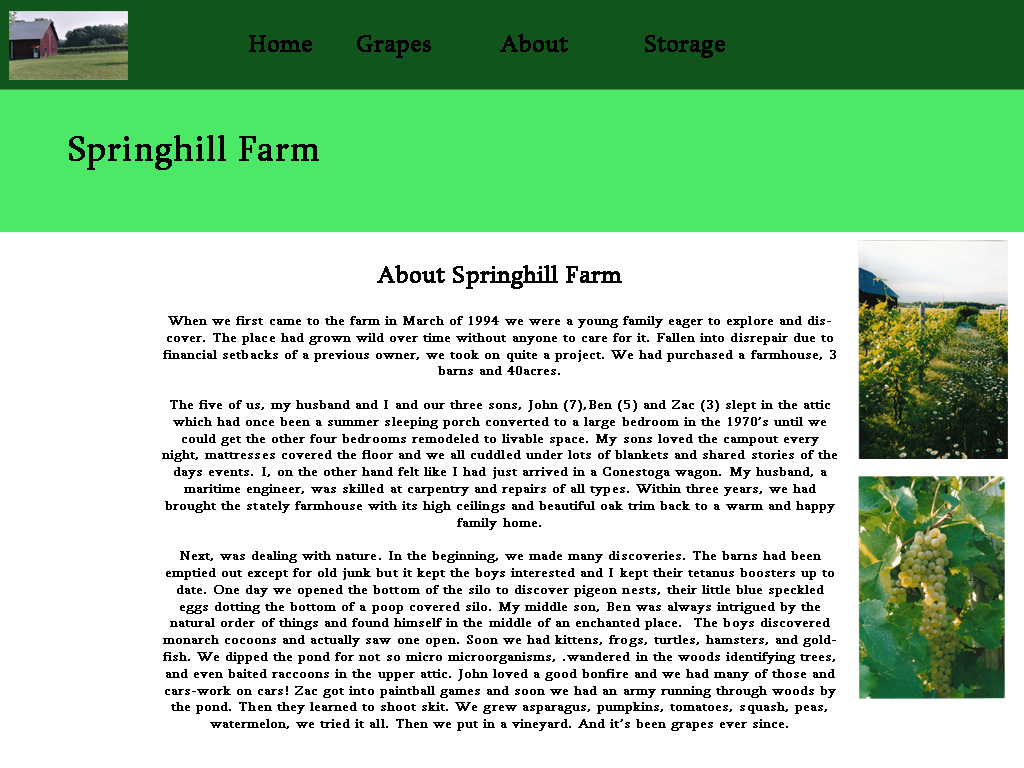 Home Grapes About Storage
Springhill Farm
About Springhill Farm
When we first came to the farm in March of 1994 we were a young family eager to explore and dis-
cover. The place had grown wild over time without anyone to care for it. Fallen into disrepair due to
financial setbacks of a previous owner, we took on quite a project. We had purchased a farmhouse, 3
barns and 40acres.
The five of us, my husband and I and our three sons, John (7),Ben (5) and Zac (3) slept in the attic
which had once been a summer sleeping porch converted to a large bedroom in the 1970's until we
could get the other four bedrooms remodeled to livable space. My sons loved the campout every
night, mattresses covered the floor and we all cuddled under lots of blankets and shared stories of the
days events. I, on the other hand felt like I had just arrived in a Conestoga wagon. My husband, a
maritime engineer, was skilled at carpentry and repairs of all types. Within three years, we had
brought the stately farmhouse with its high ceilings and beautiful oak trim back to a warm and happy
family home.
Next, was dealing with nature. In the beginning, we made many discoveries. The barns had been
emptied out except for old junk but it kept the boys interested and I kept their tetanus boosters up to
date. One day we opened the bottom of the silo to discover pigeon nests, their little blue speckled
eggs dotting the bottom of a poop covered silo. My middle son, Ben was always intrigued by the
natural order of things and found himself in the middle of an enchanted place. The boys discovered
monarch cocoons and actually saw one open. Soon we had kittens, frogs, turtles, hamsters, and gold-
fish. We dipped the pond for not so micro microorganisms, .wandered in the woods identifying trees,
and even baited raccoons in the upper attic. John loved a good bonfire and we had many of those and
cars-work on cars! Zac got into paintball games and soon we had an army running through woods by
the pond. Then they learned to shoot skit. We grew asparagus, pumpkins, tomatoes, squash, peas,
watermelon, we tried it all. Then we put in a vineyard. And it's been grapes ever since.